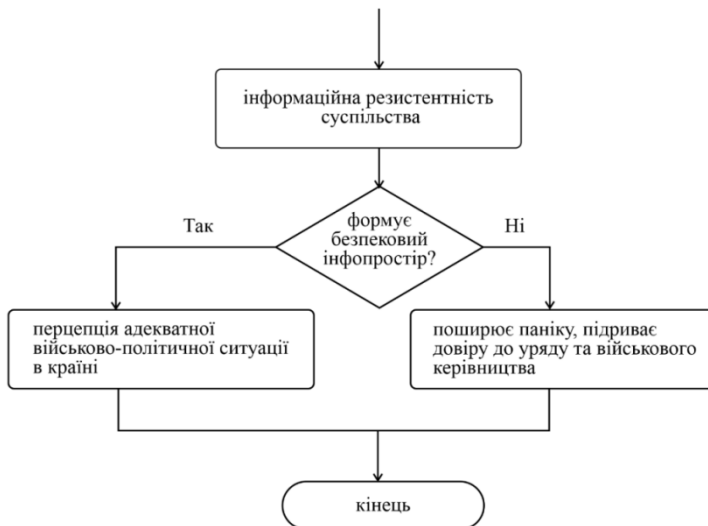 інформаційна резистентність
суспільства
формує
безпековий
інфопростір?
Так
Ні
перцепція адекватної
військово-політичної ситуації
в країні
поширює паніку, підриває
довіру до уряду та військового
керівництва
кінець